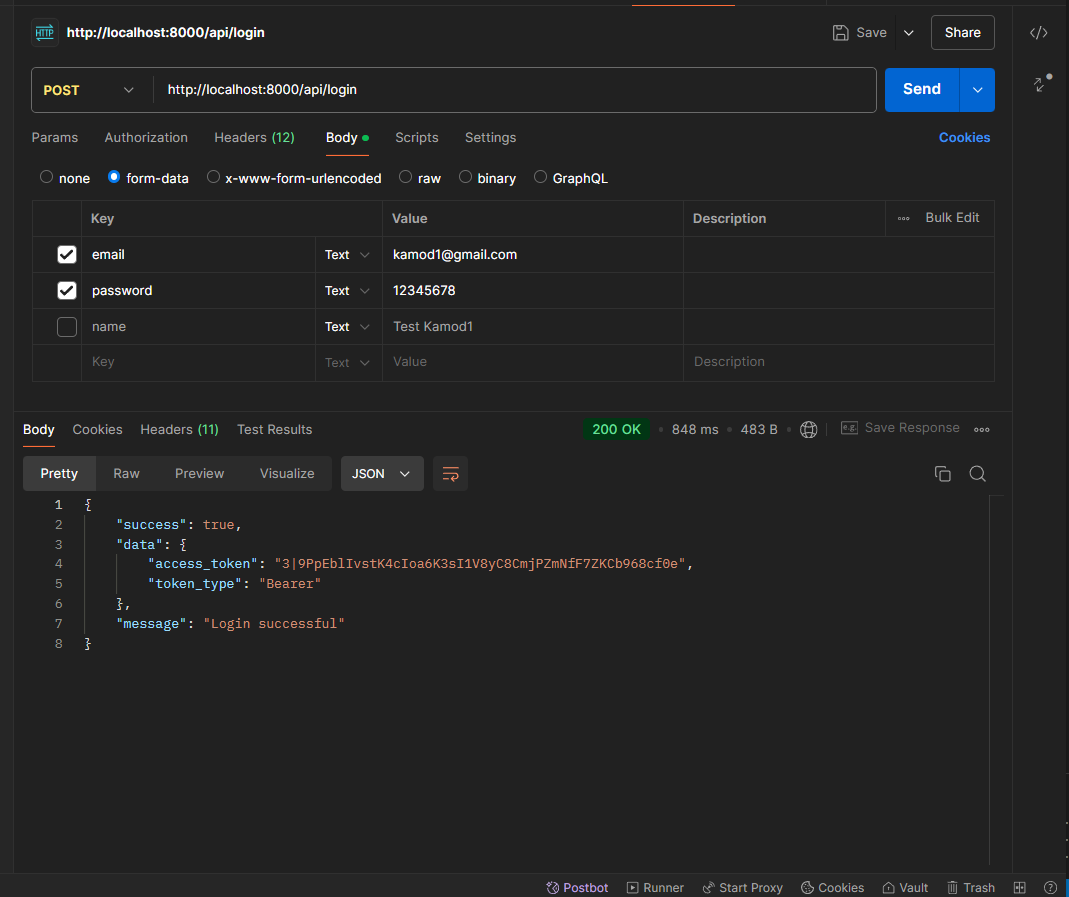 HTTP http://localhost:8000/api/login Save Share </>
POST http://localhost:8000/api/login Send
Params Authorization Headers (12) Body Scripts Settings Cookies
none form-data x-www-form-urlencoded raw binary GraphQL
Key Value Description Bulk Edit
email Text kamod1@gmail.com
password Text 12345678
name Text Test Kamod1
Key Text Value Description
Body Cookies Headers (11) Test Results 200 OK 848 ms 483 B e.g. Save Response
Pretty Raw Preview Visualize JSON
1 {
2 "success": true,
3 "data": {
4 "access_token": "3|9PpEblIvstK4cIoa6K3sI1V8yC8CmjPZmNfF7ZKCb968cf0e",
5 "token_type": "Bearer"
6 },
7 "message": "Login successful"
8 }
Postbot Runner Start Proxy Cookies Vault Trash